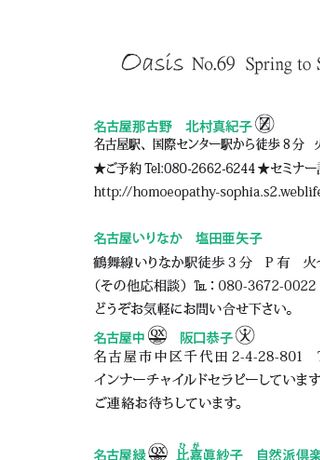 Oasis No.69 Spring to S
名古屋那古野　北村真紀子
名古屋駅、国際センター駅から徒歩８分
★ご予約 Tel:080-2662-6244 ★セミナー
http://homoeopathy-sophia.s2.weblife
名古屋いりなか　塩田亜矢子
鶴舞線いりなか駅徒歩３分　Ｐ有　火
（その他応相談）℡：080-3672-0022
どうぞお気軽にお問い合せ下さい。
名古屋中 QX 阪口恭子
名古屋市中区千代田 2-4-28-801
インナーチャイルドセラピーしています
ご連絡お待ちしています。
名古屋緑 QX 比嘉眞紗子　自然派倶楽